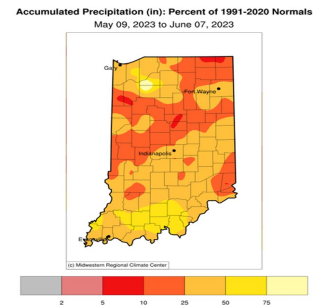 Accumulated Precipitation (in): Percent of 1991-2020 Normals
May 09, 2023 to June 07, 2023
Gary
Fort Wayne
Indianapolis
(c) Midwestern Regional Climate Center
2 5 10 25 50 75